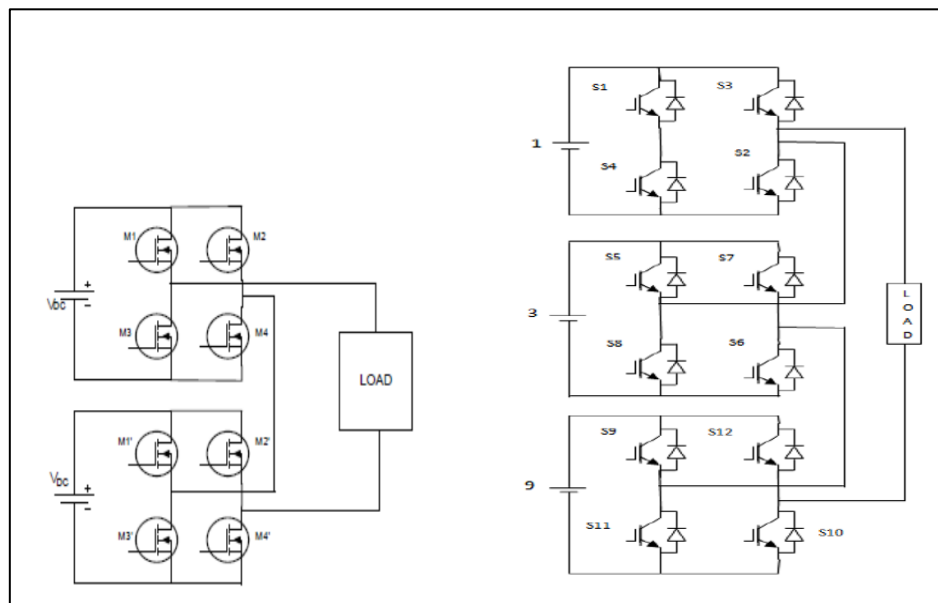 M1
M2
VDC
+
−
M3
M4
LOAD
M1'
M2'
VDC
+
−
M3'
M4'
S1
S3
1
S4
S2
S5
S7
3
S8
S6
LOAD
S9
S12
9
S11
S10